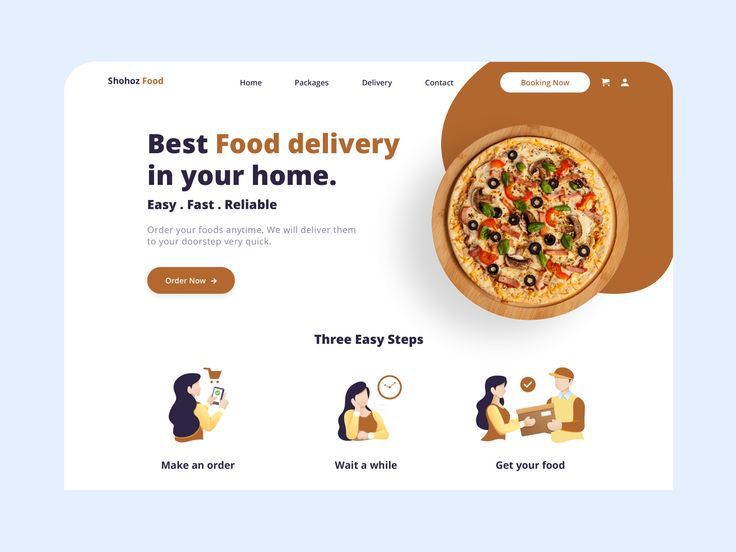 Shohoz Food
Home
Packages
Delivery
Contact
Booking Now
Best Food delivery
in your home.
Easy . Fast . Reliable
Order your foods anytime. We will deliver them
to your doorstep very quick.
Order Now →
Three Easy Steps
Make an order
Wait a while
Get your food